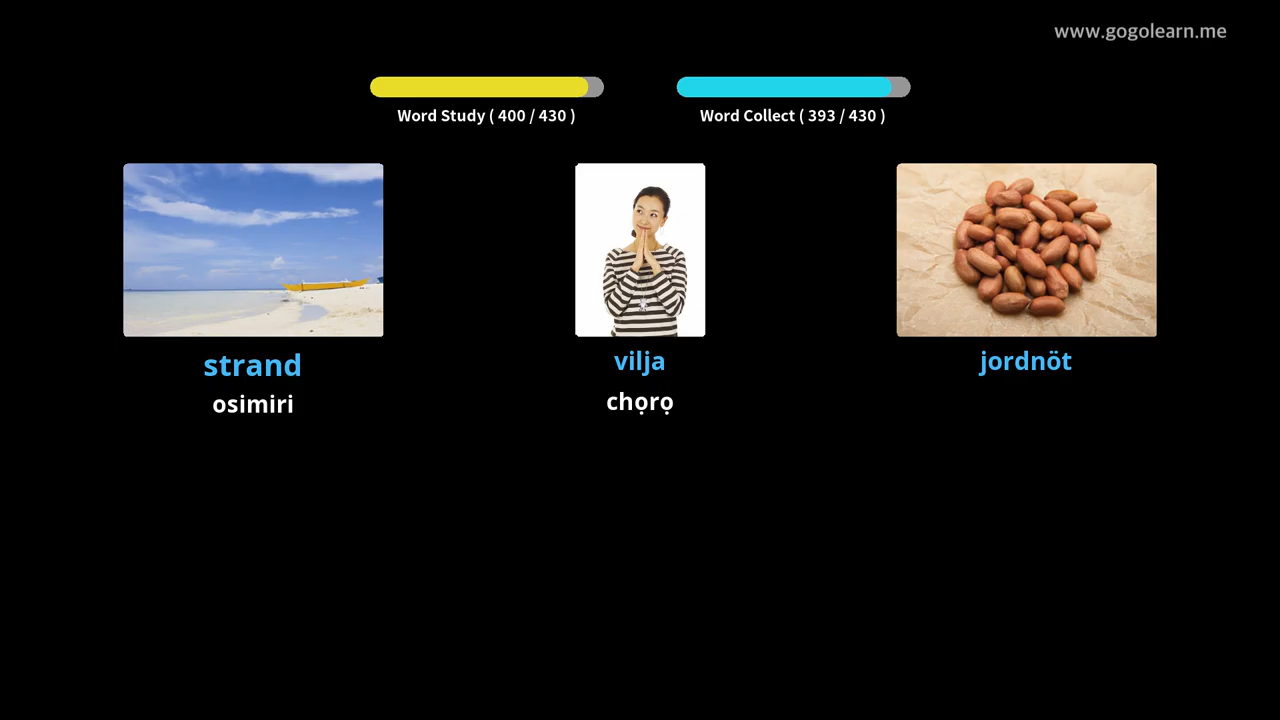 www.gogolearn.me
Word Study ( 400 / 430 )
Word Collect ( 393 / 430 )
strand
osimiri
vilja
chọrọ
jordnöt